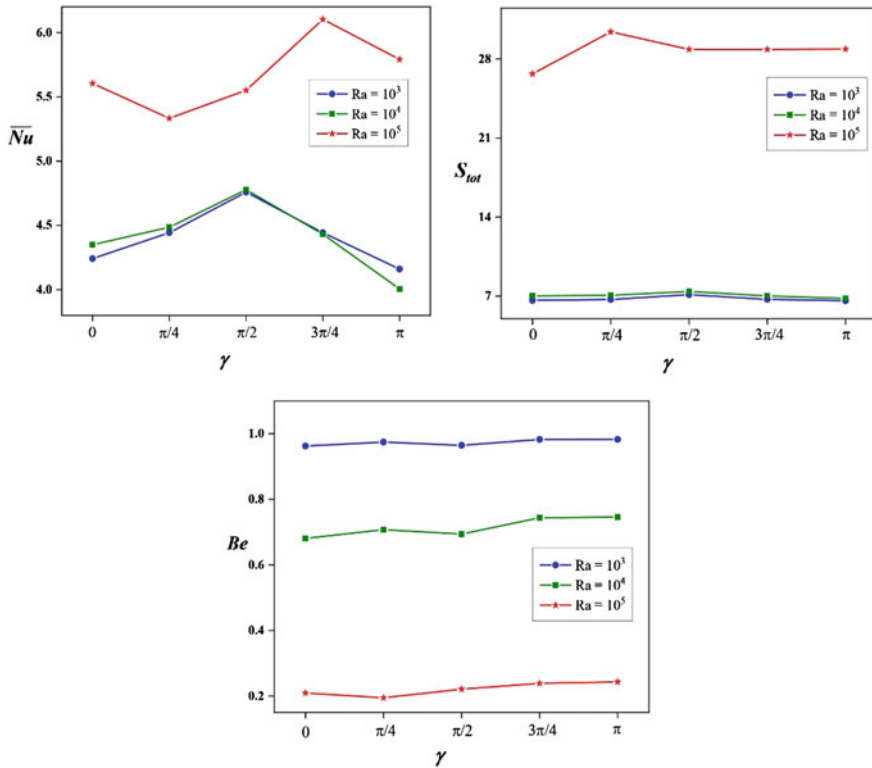 6.0
5.5
5.0
4.5
4.0
N̅u̅
Ra = 10³
Ra = 10⁴
Ra = 10⁵
0 π/4 π/2 3π/4 π
γ
28
21
14
7
S_tot
Ra = 10³
Ra = 10⁴
Ra = 10⁵
0 π/4 π/2 3π/4 π
γ
1.0
0.8
0.6
0.4
0.2
Be
Ra = 10³
Ra = 10⁴
Ra = 10⁵
0 π/4 π/2 3π/4 π
γ